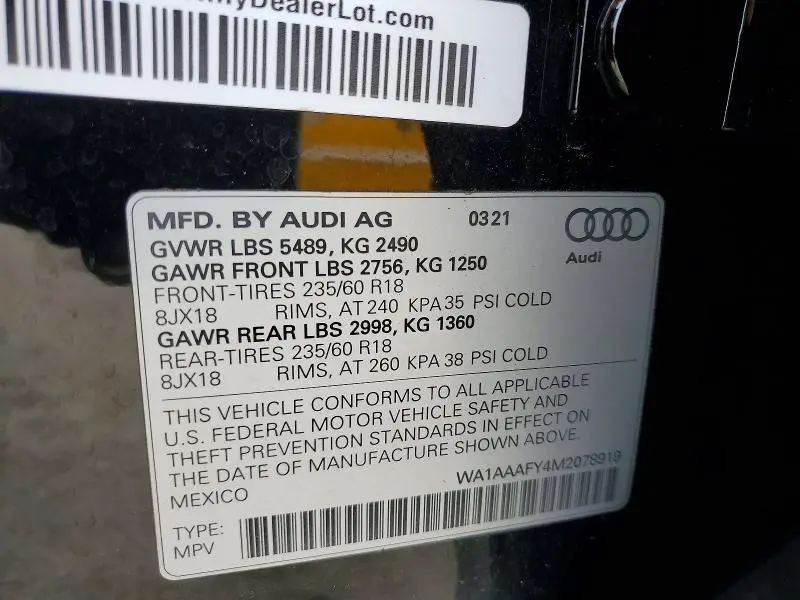 myDealerLot.com
MFD. BY AUDI AG 0321
GVWR LBS 5489, KG 2490
GAWR FRONT LBS 2756, KG 1250
Audi
FRONT-TIRES 235/60 R18
8JX18 RIMS, AT 240 KPA 35 PSI COLD
GAWR REAR LBS 2998, KG 1360
REAR-TIRES 235/60 R18
8JX18 RIMS, AT 260 KPA 38 PSI COLD
THIS VEHICLE CONFORMS TO ALL APPLICABLE
U.S. FEDERAL MOTOR VEHICLE SAFETY AND
THEFT PREVENTION STANDARDS IN EFFECT ON
THE DATE OF MANUFACTURE SHOWN ABOVE.
MEXICO
WA1AAAFY4M2078919
TYPE:
MPV